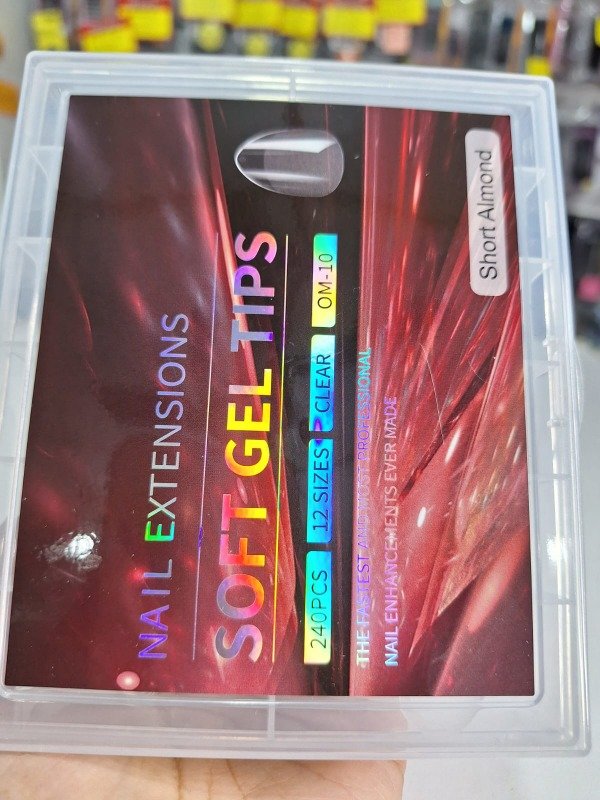 NAIL EXTENSIONS
SOFT GEL TIPS
240PCS 12 SIZES CLEAR OM-10
THE FASTEST AND MOST PROFESSIONAL
NAIL ENHANCEMENTS EVER MADE
Short Almond